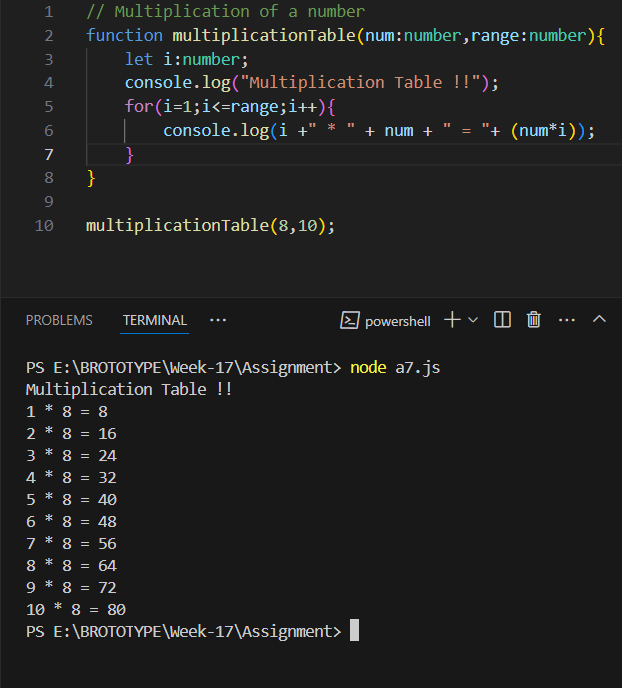 1 // Multiplication of a number
2 function multiplicationTable(num:number,range:number){
3 let i:number;
4 console.log("Multiplication Table !!");
5 for(i=1;i<=range;i++){
6 console.log(i +" * " + num + " = "+ (num*i));
7 }
8 }
9
10 multiplicationTable(8,10);
PROBLEMS TERMINAL ··· powershell ···
PS E:\BROTOTYPE\Week-17\Assignment> node a7.js
Multiplication Table !!
1 * 8 = 8
2 * 8 = 16
3 * 8 = 24
4 * 8 = 32
5 * 8 = 40
6 * 8 = 48
7 * 8 = 56
8 * 8 = 64
9 * 8 = 72
10 * 8 = 80
PS E:\BROTOTYPE\Week-17\Assignment>